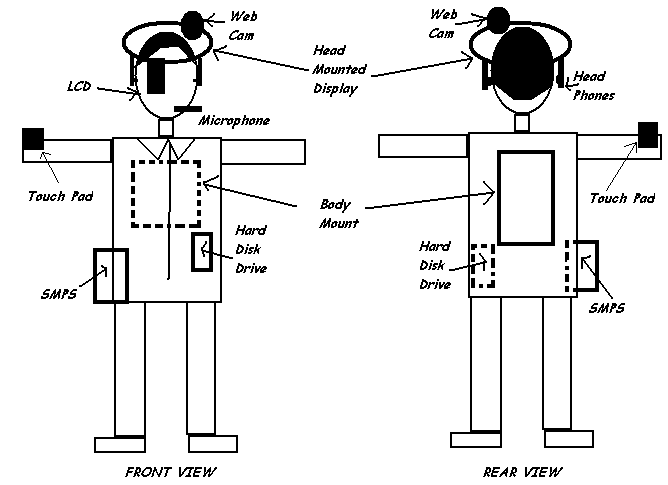 Web
Cam
Head
Mounted
Display
LCD
Microphone
Touch Pad
Body
Mount
Hard
Disk
Drive
SMPS
FRONT VIEW
Web
Cam
Head
Phones
Touch Pad
Hard
Disk
Drive
SMPS
REAR VIEW